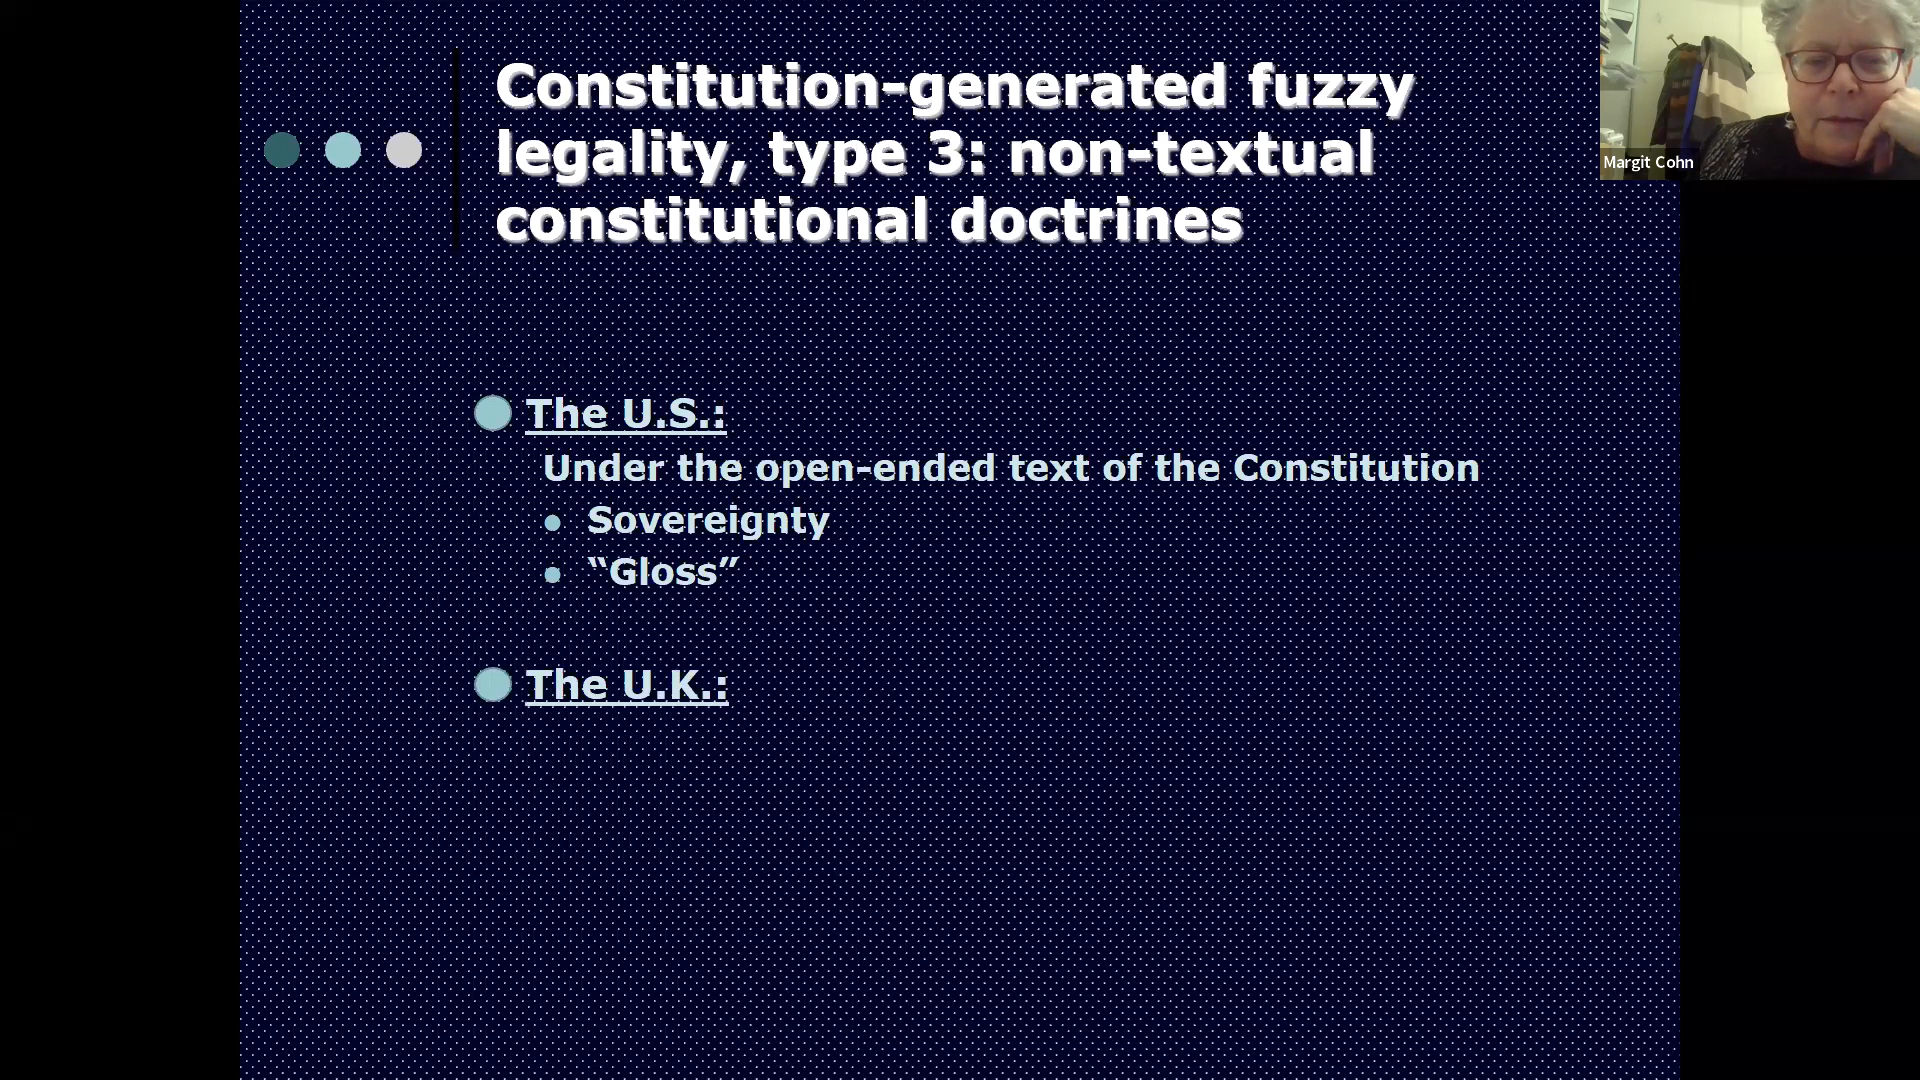 Constitution-generated fuzzy
legality, type 3: non-textual
constitutional doctrines
Margit Cohn
The U.S.:
Under the open-ended text of the Constitution
Sovereignty
“Gloss”
The U.K.: